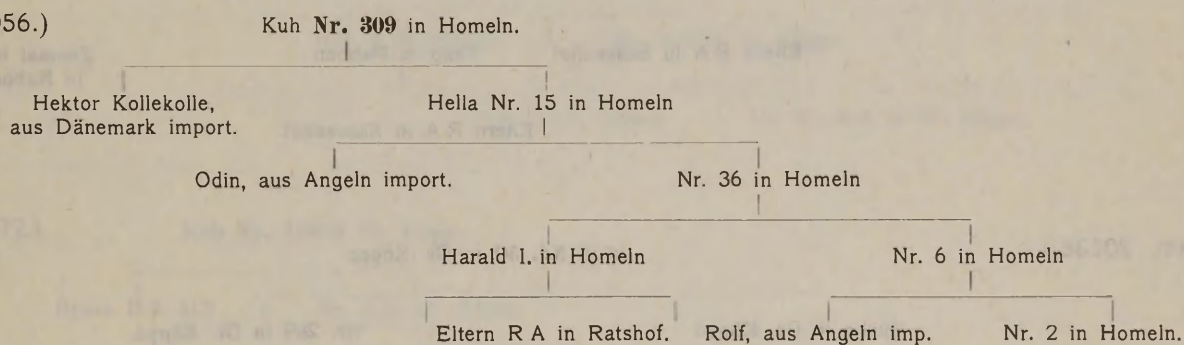 56.)
Kuh Nr. 309 in Homeln.
Hektor Kollekolle,
aus Dänemark import.
Hella Nr. 15 in Homeln
Odin, aus Angeln import.
Nr. 36 in Homeln
Harald I. in Homeln
Nr. 6 in Homeln
Eltern R A in Ratshof.
Rolf, aus Angeln imp.
Nr. 2 in Homeln.